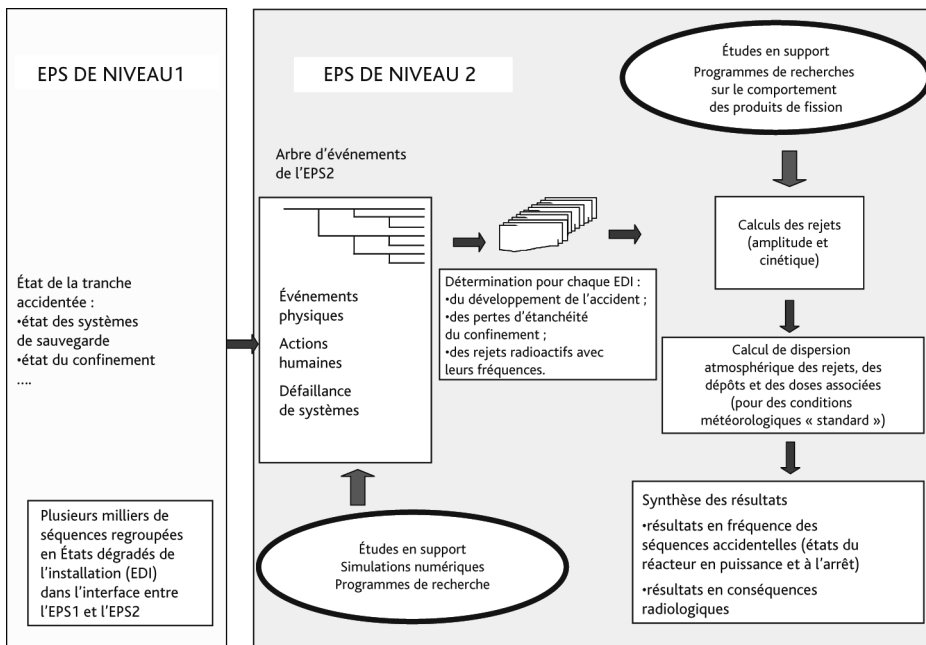 EPS DE NIVEAU1
État de la tranche
accidentée :
•état des systèmes
de sauvegarde
•état du confinement
....
Plusieurs milliers de
séquences regroupées
en États dégradés de
l'installation (EDI)
dans l'interface entre
l'EPS1 et l'EPS2
EPS DE NIVEAU 2
Arbre d'événements
de l'EPS2
Événements
physiques
Actions
humaines
Défaillance
de systèmes
Études en support
Simulations numériques
Programmes de recherche
Détermination pour chaque EDI :
•du développement de l'accident ;
•des pertes d'étanchéité
du confinement ;
•des rejets radioactifs avec
leurs fréquences.
Études en support
Programmes de recherches
sur le comportement
des produits de fission
Calculs des rejets
(amplitude et
cinétique)
Calcul de dispersion
atmosphérique des rejets, des
dépôts et des doses associées
(pour des conditions
météorologiques « standard »)
Synthèse des résultats
•résultats en fréquence des
séquences accidentelles (états du
réacteur en puissance et à l'arrêt)
•résultats en conséquences
radiologiques